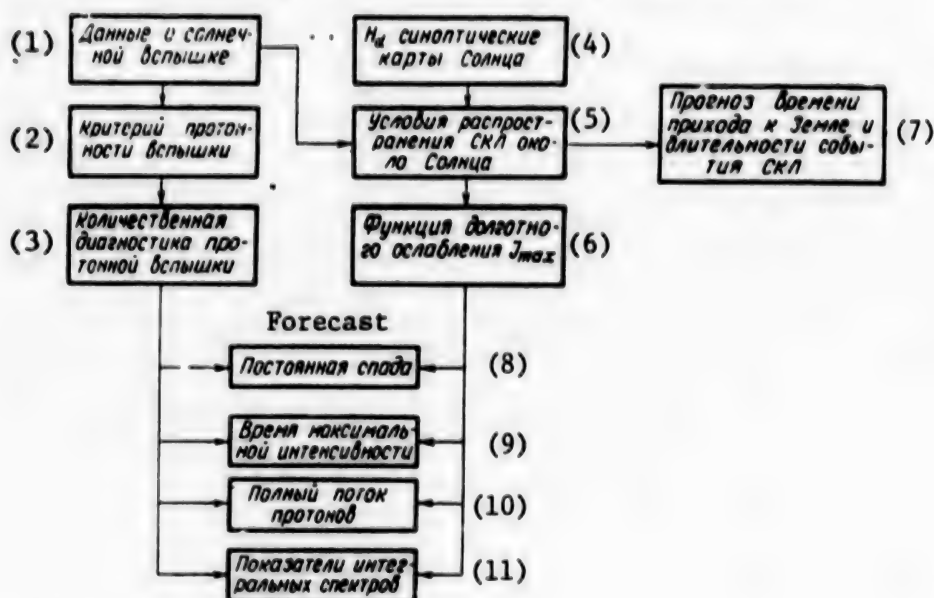 (1)
Данные о солнеч-
ной вспышке
Hα синоптические
карты Солнца
(4)
(2)
Критерий протон-
ности вспышки
Условия распрост-
ранения СКЛ око-
ло Солнца
(5)
Прогноз времени
прихода к Земле и
длительности собы-
тия СКЛ
(7)
(3)
Количественная
диагностика про-
тонной вспышки
Функция долготно-
го ослабления Jmax
(6)
Forecast
Постоянная спада
(8)
Время максималь-
ной интенсивности
(9)
Полный поток
протонов
(10)
Показатели интег-
ральных спектров
(11)